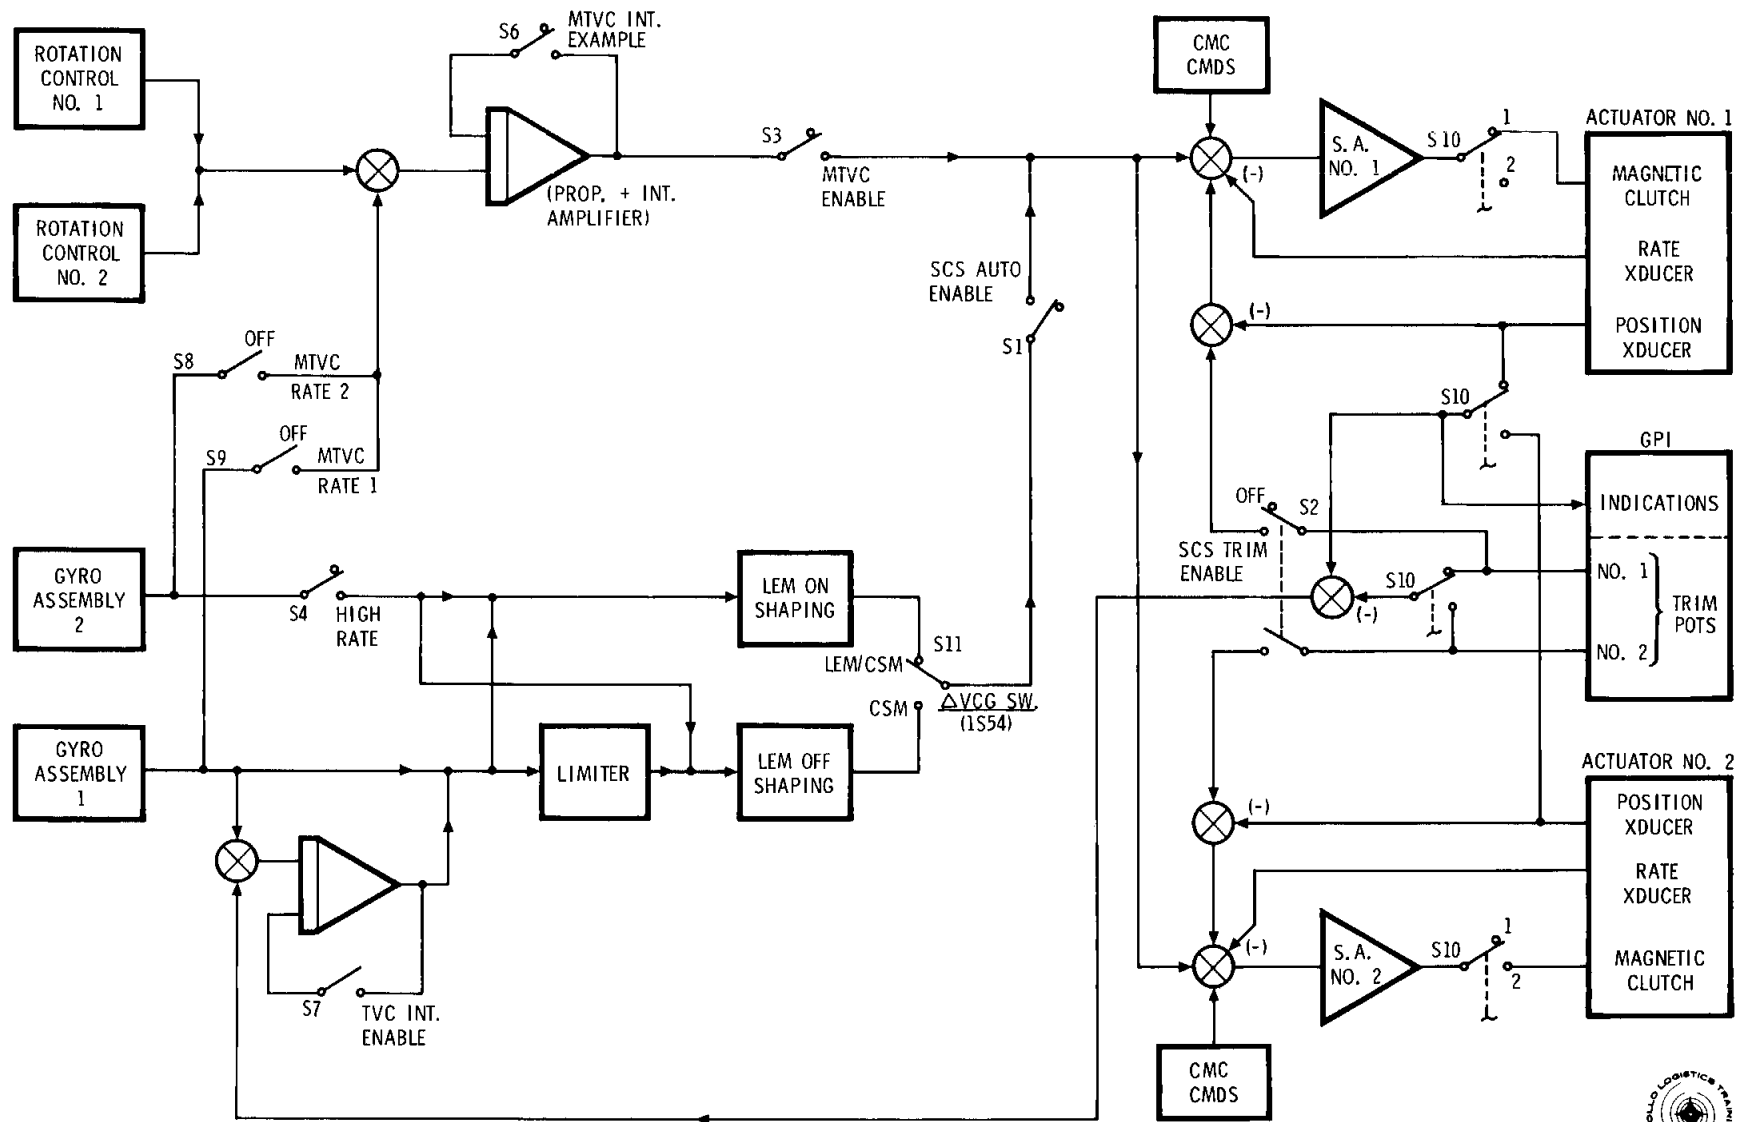 ROTATION
CONTROL
NO. 1
ROTATION
CONTROL
NO. 2
S6
MTVC INT.
EXAMPLE
(PROP. + INT.
AMPLIFIER)
S3
MTVC
ENABLE
SCS AUTO
ENABLE
S1
S8
OFF
MTVC
RATE 2
S9
OFF
MTVC
RATE 1
GYRO
ASSEMBLY
2
S4
HIGH
RATE
LEM ON
SHAPING
S11
LEM/CSM
CSM
△VCG SW.
(1S54)
GYRO
ASSEMBLY
1
LIMITER
LEM OFF
SHAPING
S7
TVC INT.
ENABLE
CMC
CMDS
(-)
S. A.
NO. 1
S10
1
2
ACTUATOR NO. 1
MAGNETIC
CLUTCH
RATE
XDUCER
POSITION
XDUCER
(-)
S10
GPI
INDICATIONS
NO. 1
TRIM
POTS
NO. 2
OFF
S2
SCS TRIM
ENABLE
S10
(-)
ACTUATOR NO. 2
POSITION
XDUCER
RATE
XDUCER
MAGNETIC
CLUTCH
(-)
(-)
S. A.
NO. 2
S10
1
2
CMC
CMDS
LOGISTICS